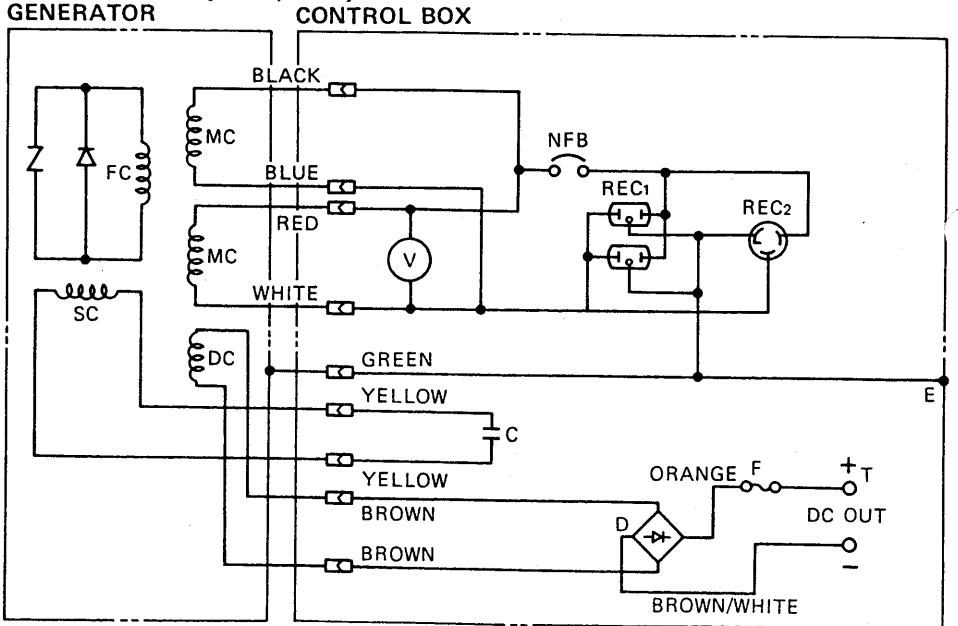 GENERATOR
CONTROL BOX
BLACK
MC
NFB
FC
BLUE
REC1
REC2
RED
MC
V
WHITE
SC
DC
GREEN
YELLOW
E
C
YELLOW
ORANGE F + T
BROWN
D
DC OUT
BROWN
−
BROWN/WHITE